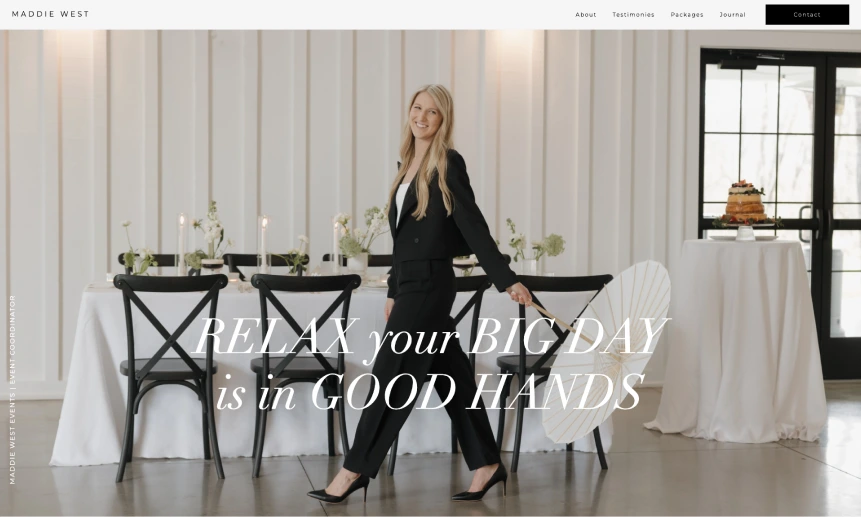 MADDIE WEST
About
Testimonies
Packages
Journal
Contact
RELAX your BIG DAY
is in GOOD HANDS
MADDIE WEST EVENTS | EVENT COORDINATOR